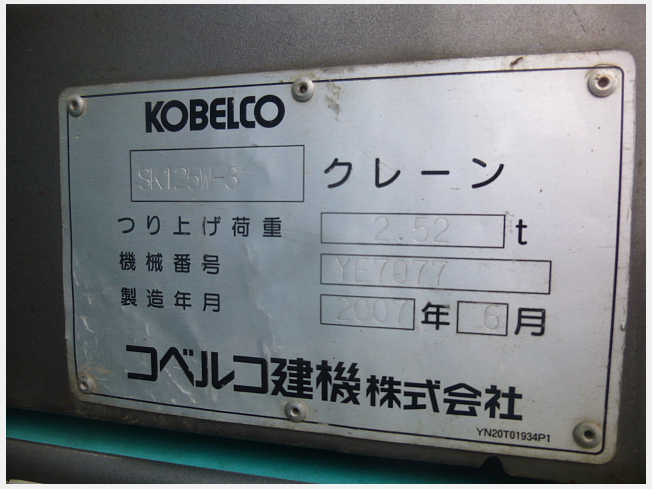 KOBELCO
SK125W-3 クレーン
つり上げ荷重 2.52 t
機械番号 YE7077
製造年月 2007 年 6 月
コベルコ建機株式会社
YN20T01934P1